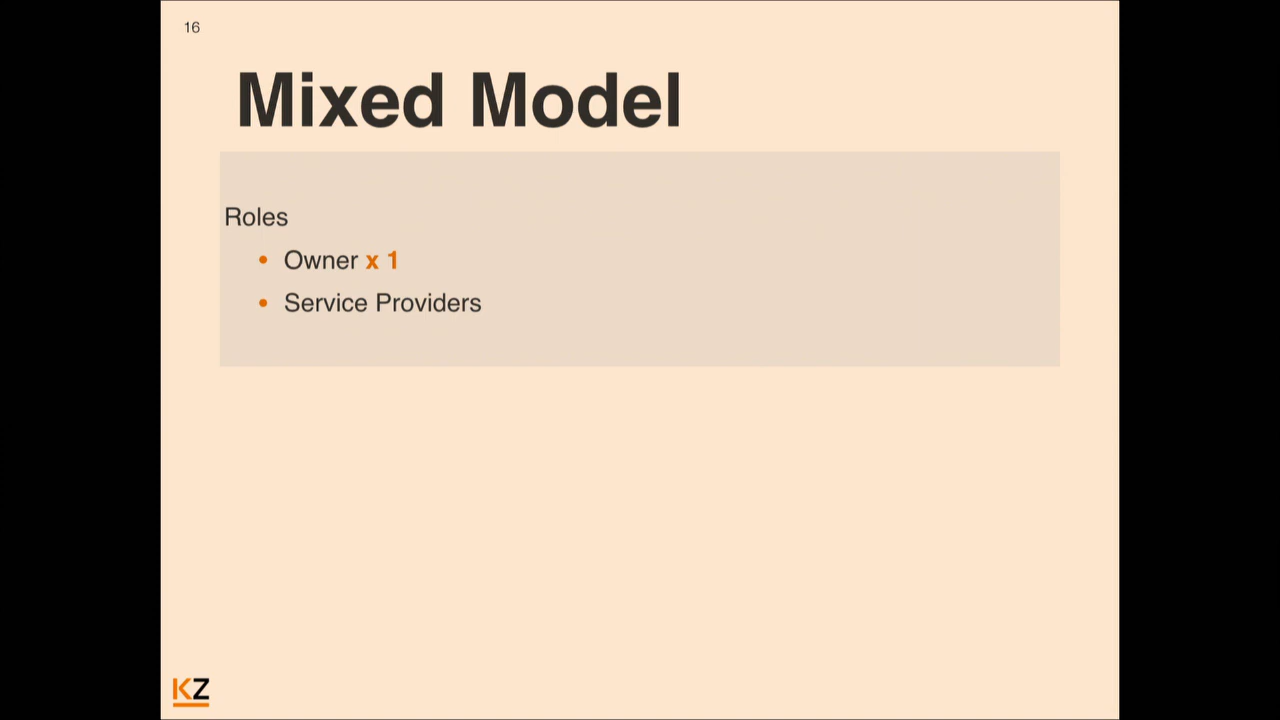 16
Mixed Model
Roles
• Owner x 1
• Service Providers
KZ